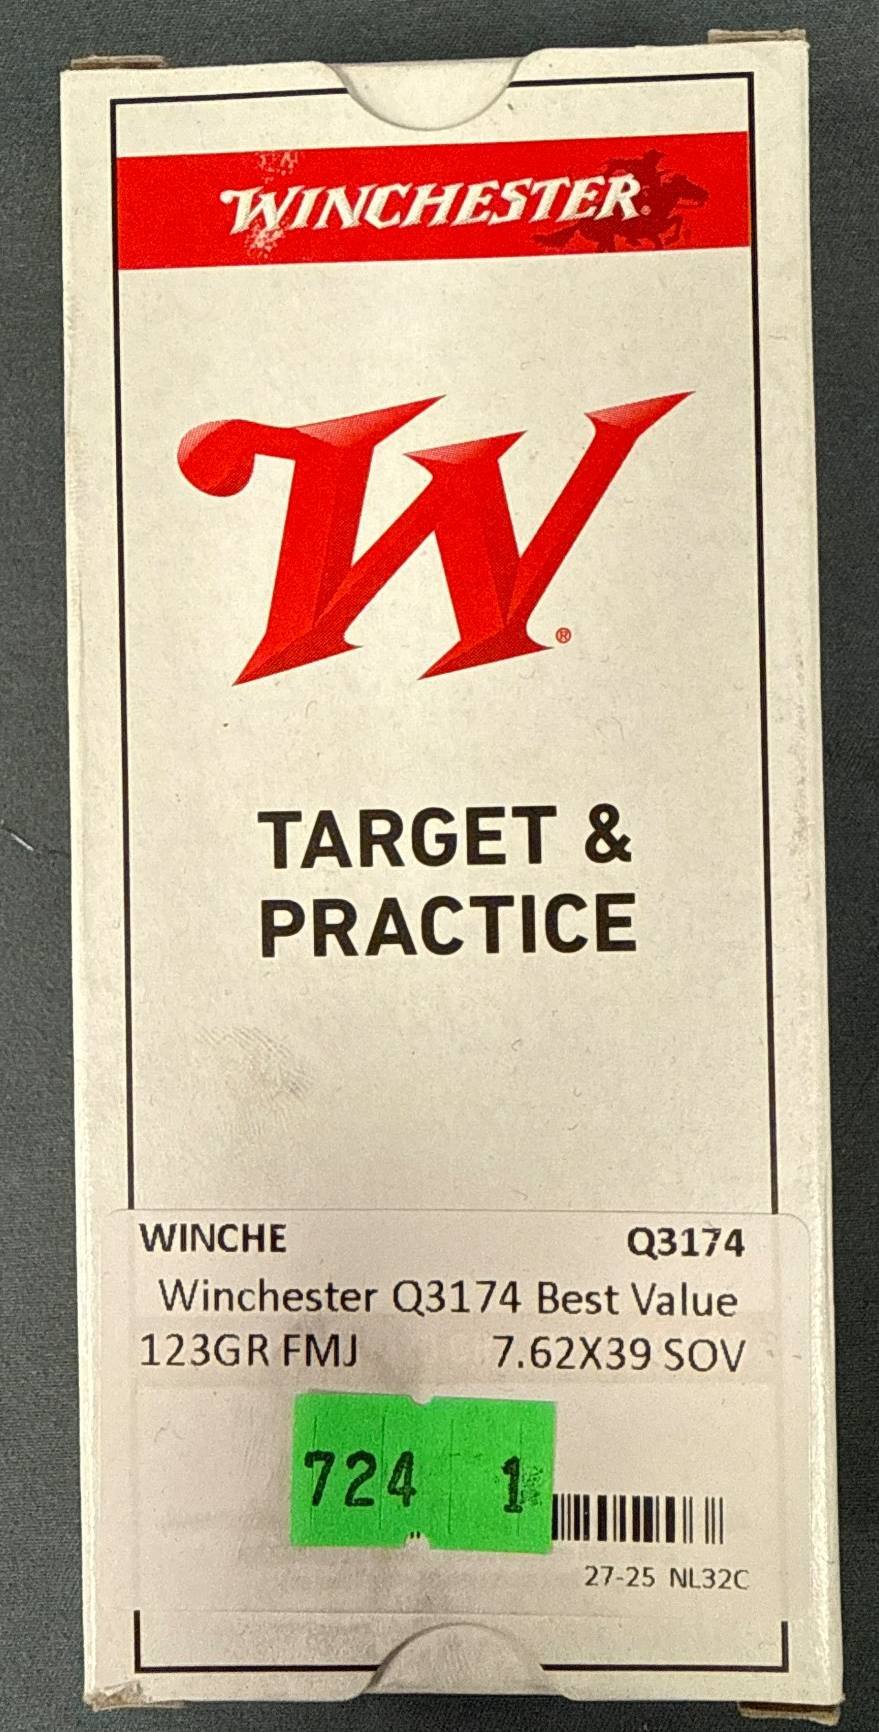 WINCHESTER®
W®
TARGET &
PRACTICE
WINCHE Q3174
Winchester Q3174 Best Value
123GR FMJ 7.62X39 SOV
724 1
27-25 NL32C